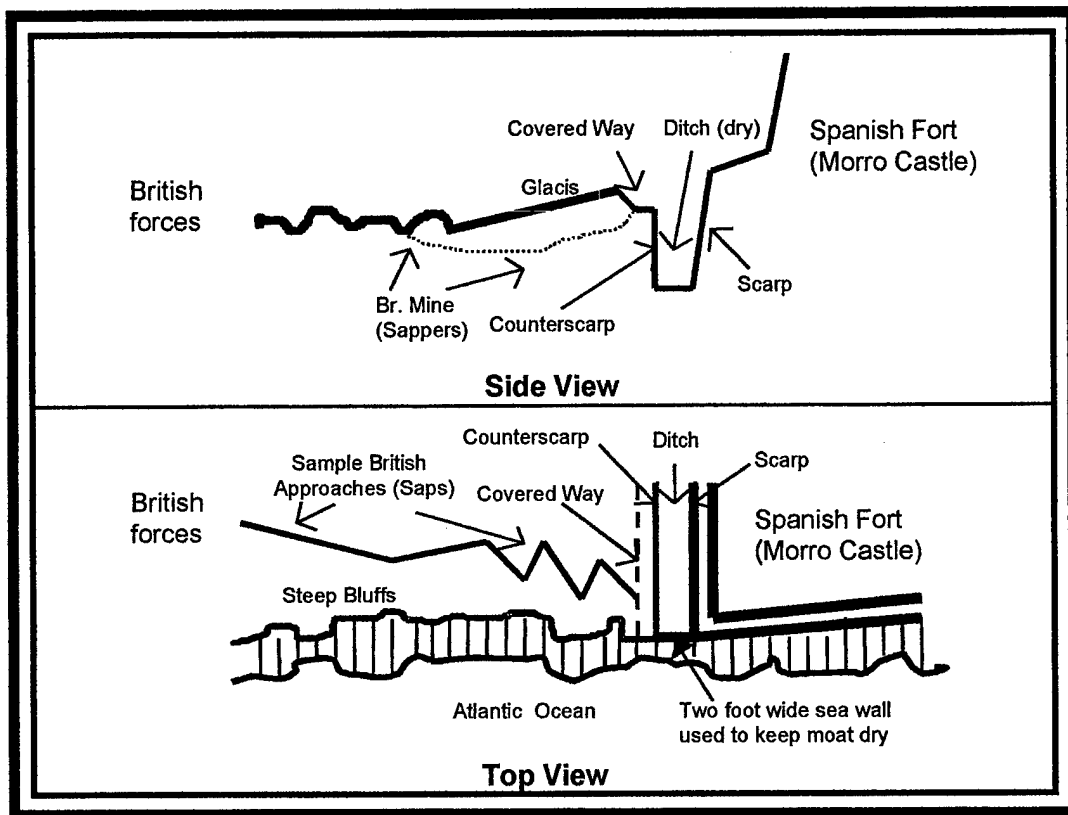 Covered Way
Ditch (dry)
Spanish Fort
(Morro Castle)
British
forces
Glacis
Br. Mine
(Sappers)
Counterscarp
Scarp
Side View
Counterscarp
Ditch
Scarp
Sample British
Approaches (Saps)
Covered Way
British
forces
Spanish Fort
(Morro Castle)
Steep Bluffs
Atlantic Ocean
Two foot wide sea wall
used to keep moat dry
Top View